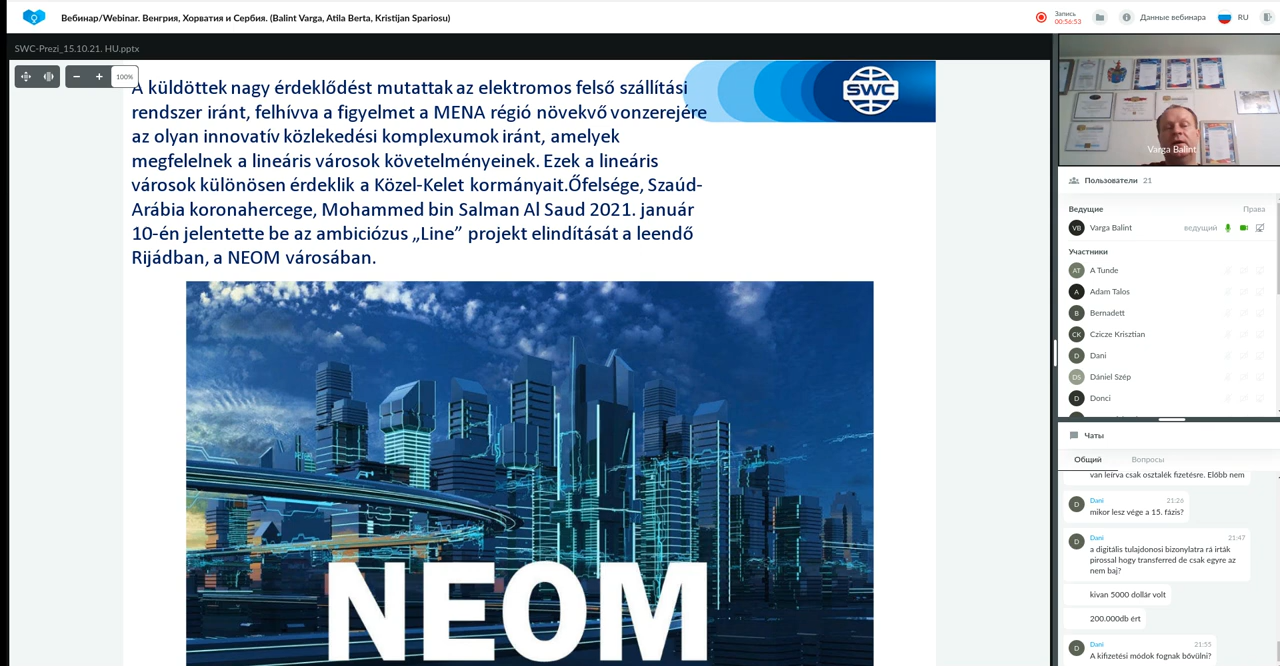 Вебинар/Webinar. Венгрия, Хорватия и Сербия. (Balint Varga, Atila Berta, Kristijan Spariosu)
Запись
00:56:53
Данные вебинара
RU
SWC-Prezi_15.10.21. HU.pptx
100%
A küldöttek nagy érdeklődést mutattak az elektromos felső szállítási
rendszer iránt, felhívva a figyelmet a MENA régió növekvő vonzerejére
az olyan innovatív közlekedési komplexumok iránt, amelyek
megfelelnek a lineáris városok követelményeinek. Ezek a lineáris
városok különösen érdeklik a Közel-Kelet kormányait.Őfelsége, Szaúd-
Arábia koronahercege, Mohammed bin Salman Al Saud 2021. január
10-én jelentette be az ambiciózus „Line” projekt elindítását a leendő
Rijádban, a NEOM városában.
SWC
NEOM
Varga Balint
Пользователи 21
Ведущие Права
VB Varga Balint ведущий
Участники
AT A Tunde
A Adam Talos
B Bernadett
CK Czicze Krisztian
D Dani
DS Dániel Szép
D Donci
Чаты
Общий Вопросы
van leírva csak osztalék fizetésre. Előbb nem
D Dani 21:26
mikor lesz vége a 15. fázis?
D Dani 21:47
a digitális tulajdonosi bizonylatra rá irták
pirossal hogy transferred de csak egyre az
nem baj?
kivan 5000 dollár volt
200.000db ért
D Dani 21:55
A kifizetési módok fognak bővülni?